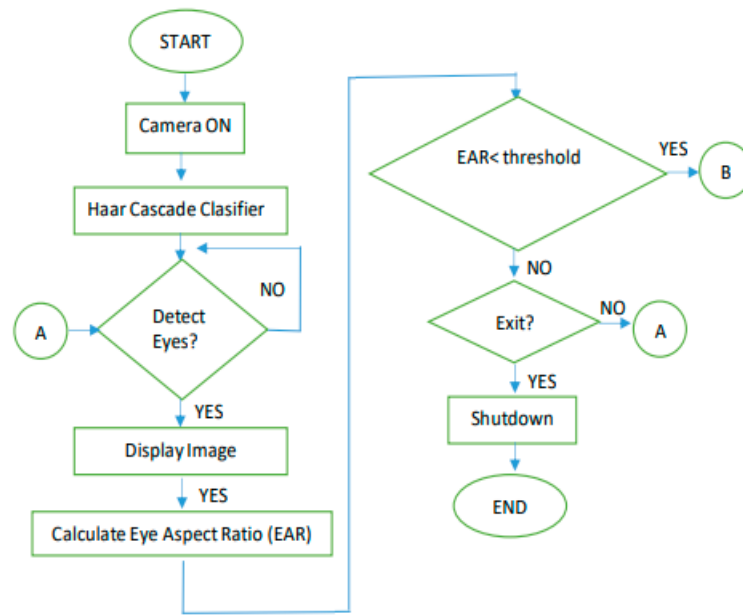 START
Camera ON
Haar Cascade Clasifier
NO
A
Detect
Eyes?
YES
Display Image
YES
Calculate Eye Aspect Ratio (EAR)
EAR< threshold
YES
B
NO
Exit?
NO
A
YES
Shutdown
END